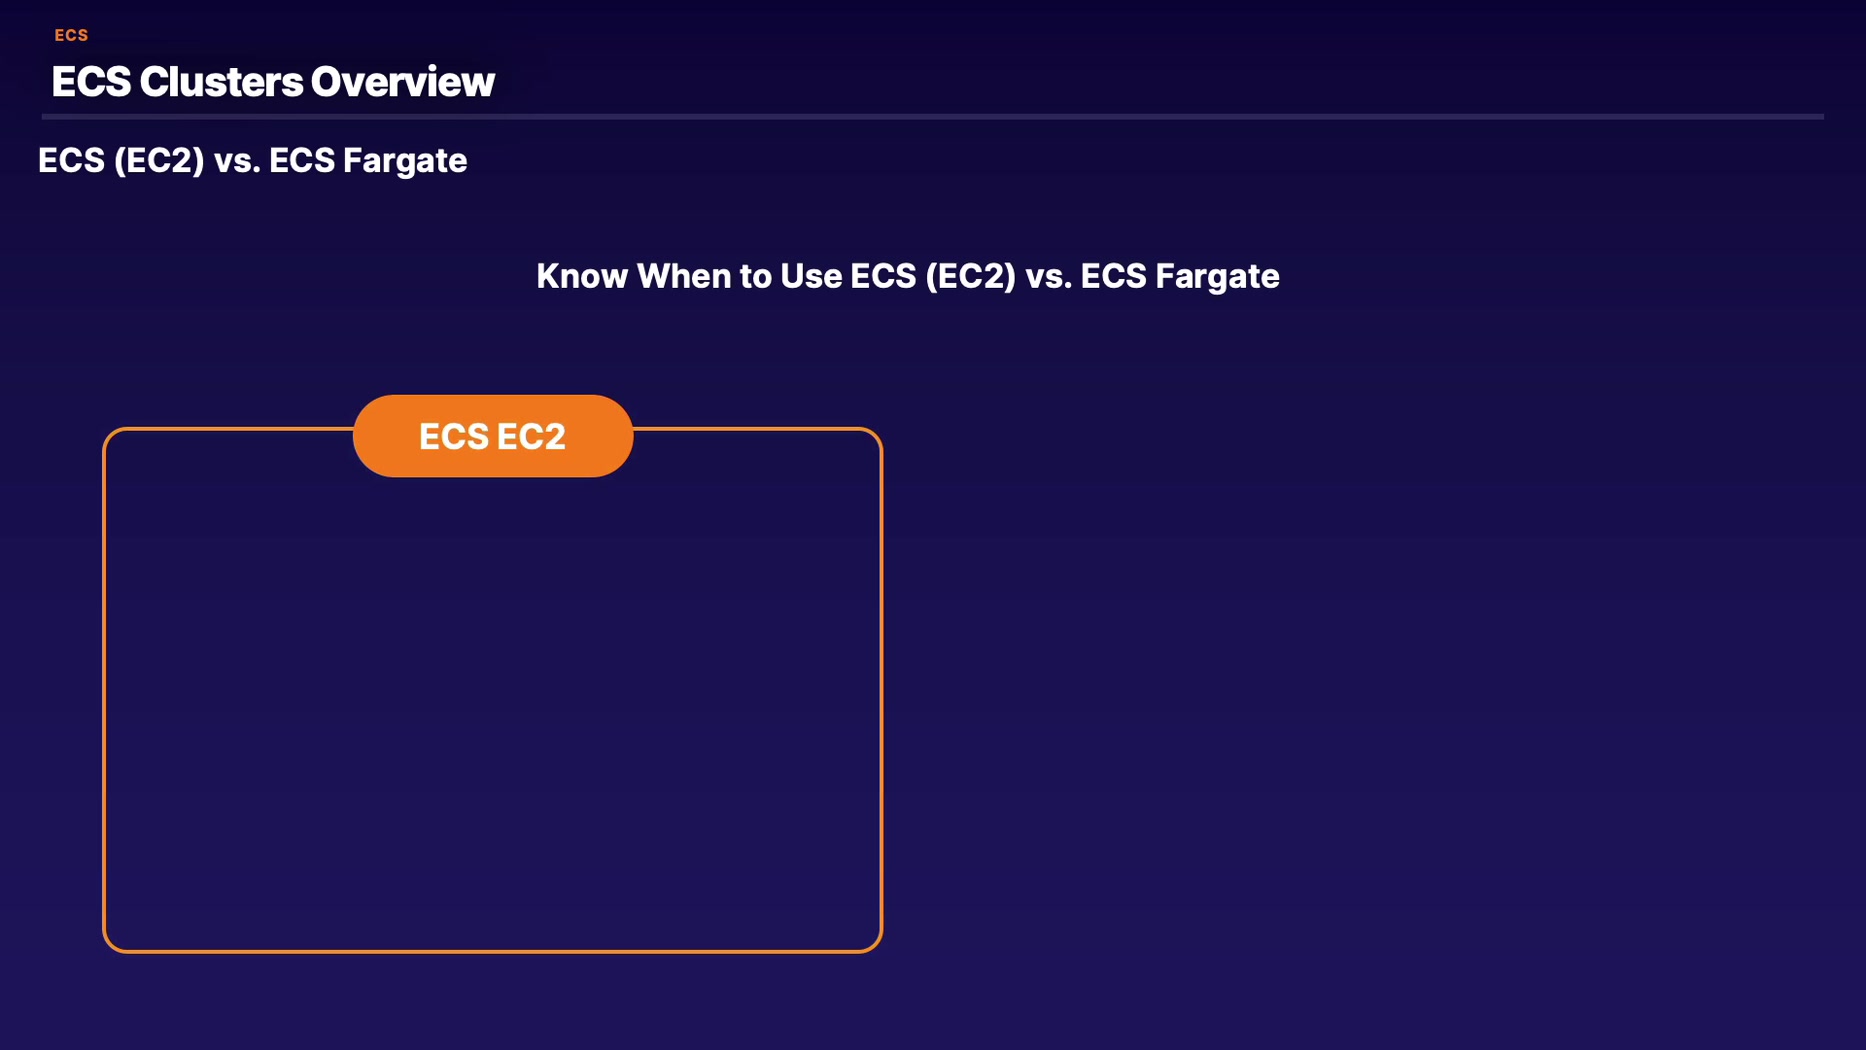 ECS
ECS Clusters Overview
ECS (EC2) vs. ECS Fargate
Know When to Use ECS (EC2) vs. ECS Fargate
ECS EC2